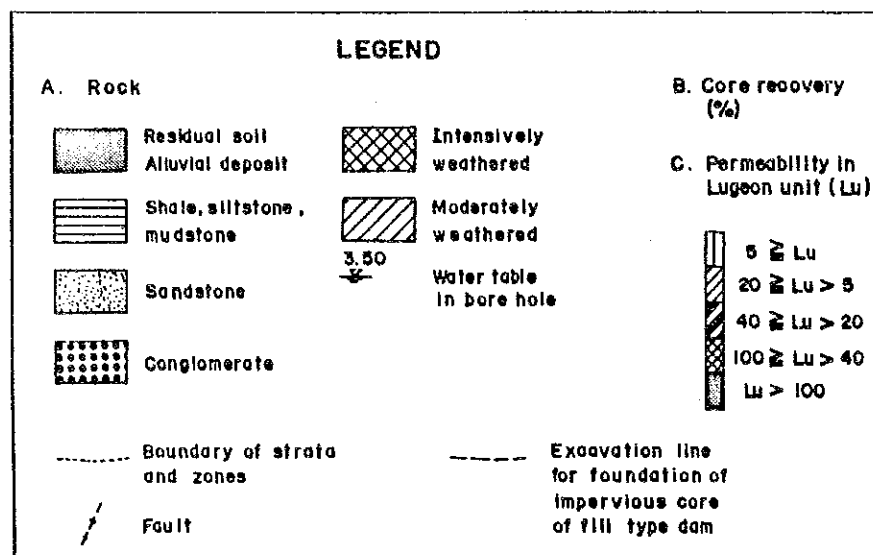 LEGEND
A. Rock
Residual soil
Alluvial deposit
Shale, siltstone,
mudstone
Sandstone
Conglomerate
Intensively
weathered
Moderately
weathered
3.50
Water table
in bore hole
B. Core recovery
(%)
C. Permeability in
Lugeon unit (Lu)
5 ≧ Lu
20 ≧ Lu > 5
40 ≧ Lu > 20
100 ≧ Lu > 40
Lu > 100
Boundary of strata
and zones
Fault
Excavation line
for foundation of
impervious core
of fill type dam